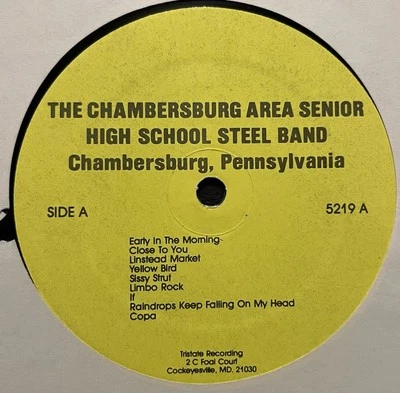 THE CHAMBERSBURG AREA SENIOR
HIGH SCHOOL STEEL BAND
Chambersburg, Pennsylvania
SIDE A
5219 A
Early In The Morning
Close To You
Linstead Market
Yellow Bird
Sissy Strut
Limbo Rock
If
Raindrops Keep Falling On My Head
Copa
Tristate Recording
2 C Foal Court
Cockeyesville, MD. 21030